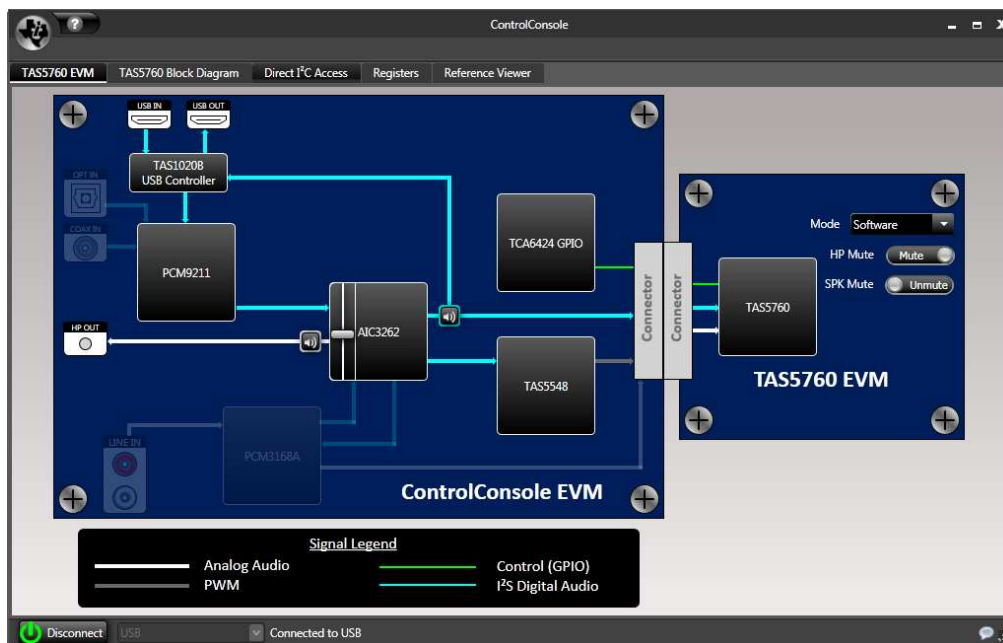 ControlConsole
?
TAS5760 EVM
TAS5760 Block Diagram
Direct I²C Access
Registers
Reference Viewer
USB IN
USB OUT
TAS1020B
USB Controller
OPT IN
COAX IN
PCM9211
TCA6424 GPIO
HP OUT
AIC3262
TAS5548
LINE IN
PCM3168A
Connector
Connector
ControlConsole EVM
Mode Software
HP Mute Mute
SPK Mute Unmute
TAS5760
TAS5760 EVM
Signal Legend
Analog Audio
PWM
Control (GPIO)
I²S Digital Audio
Disconnect
USB
Connected to USB